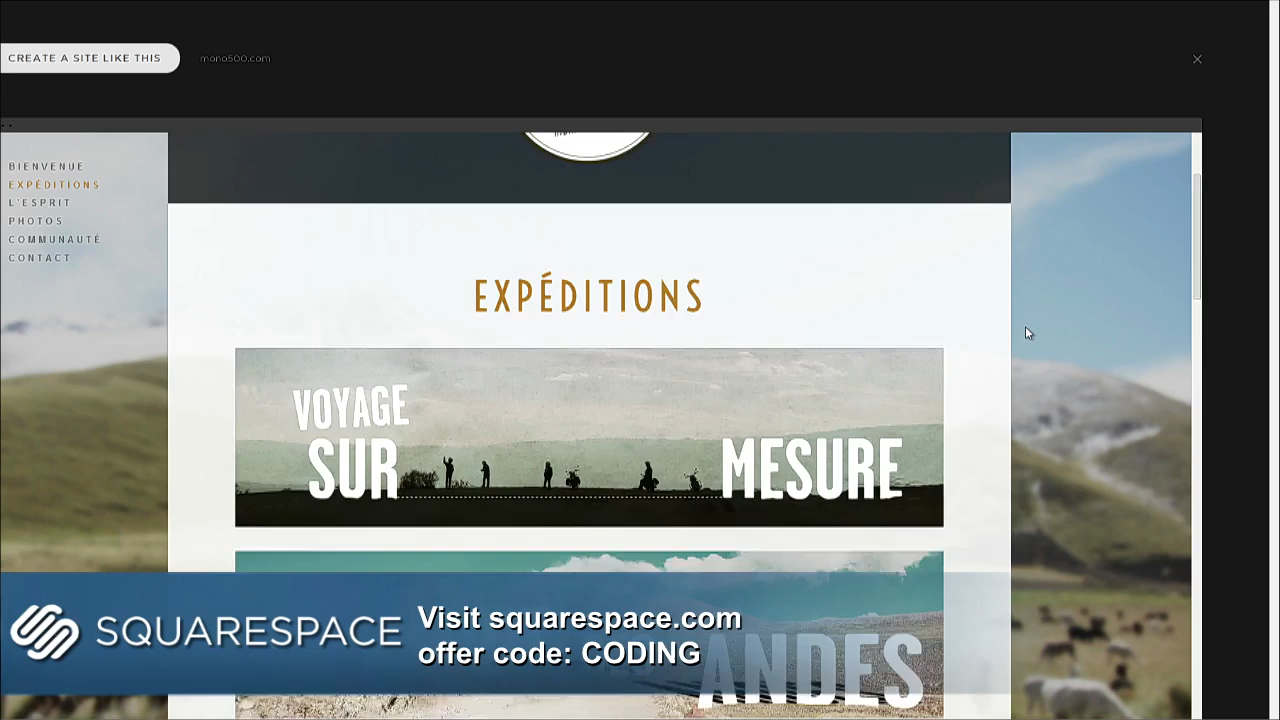 CREATE A SITE LIKE THIS
mono500.com
BIENVENUE
EXPÉDITIONS
L'ESPRIT
PHOTOS
COMMUNAUTÉ
CONTACT
EXPÉDITIONS
VOYAGE
SUR MESURE
ANDES
SQUARESPACE
Visit squarespace.com
offer code: CODING